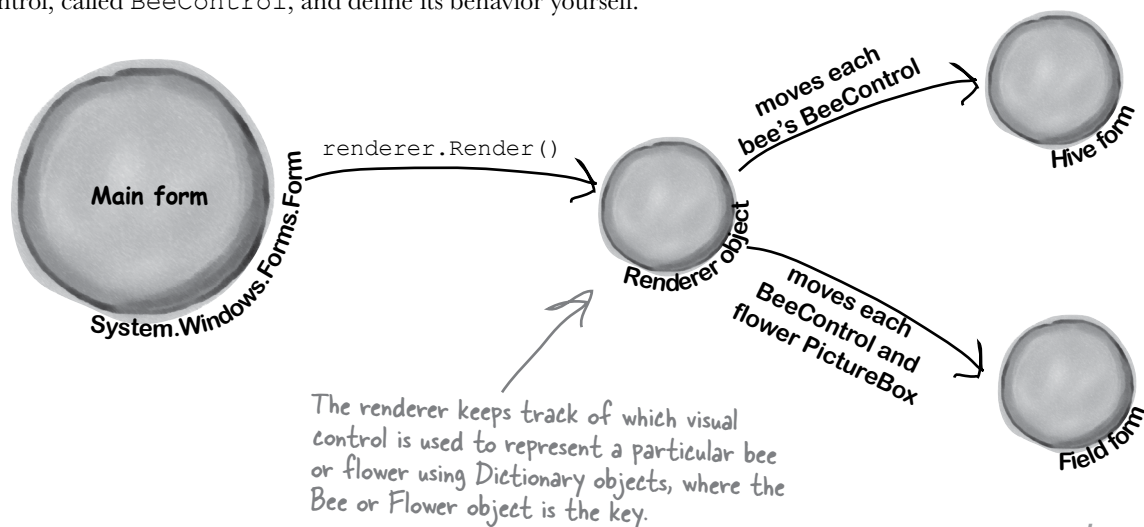 ntrol, called BeeControl, and define its behavior yourself.
Main form
System.Windows.Forms.Form
renderer.Render()
Renderer object
moves each
bee's BeeControl
Hive form
moves each
BeeControl and
flower PictureBox
Field form
The renderer keeps track of which visual
control is used to represent a particular bee
or flower using Dictionary objects, where the
Bee or Flower object is the key.